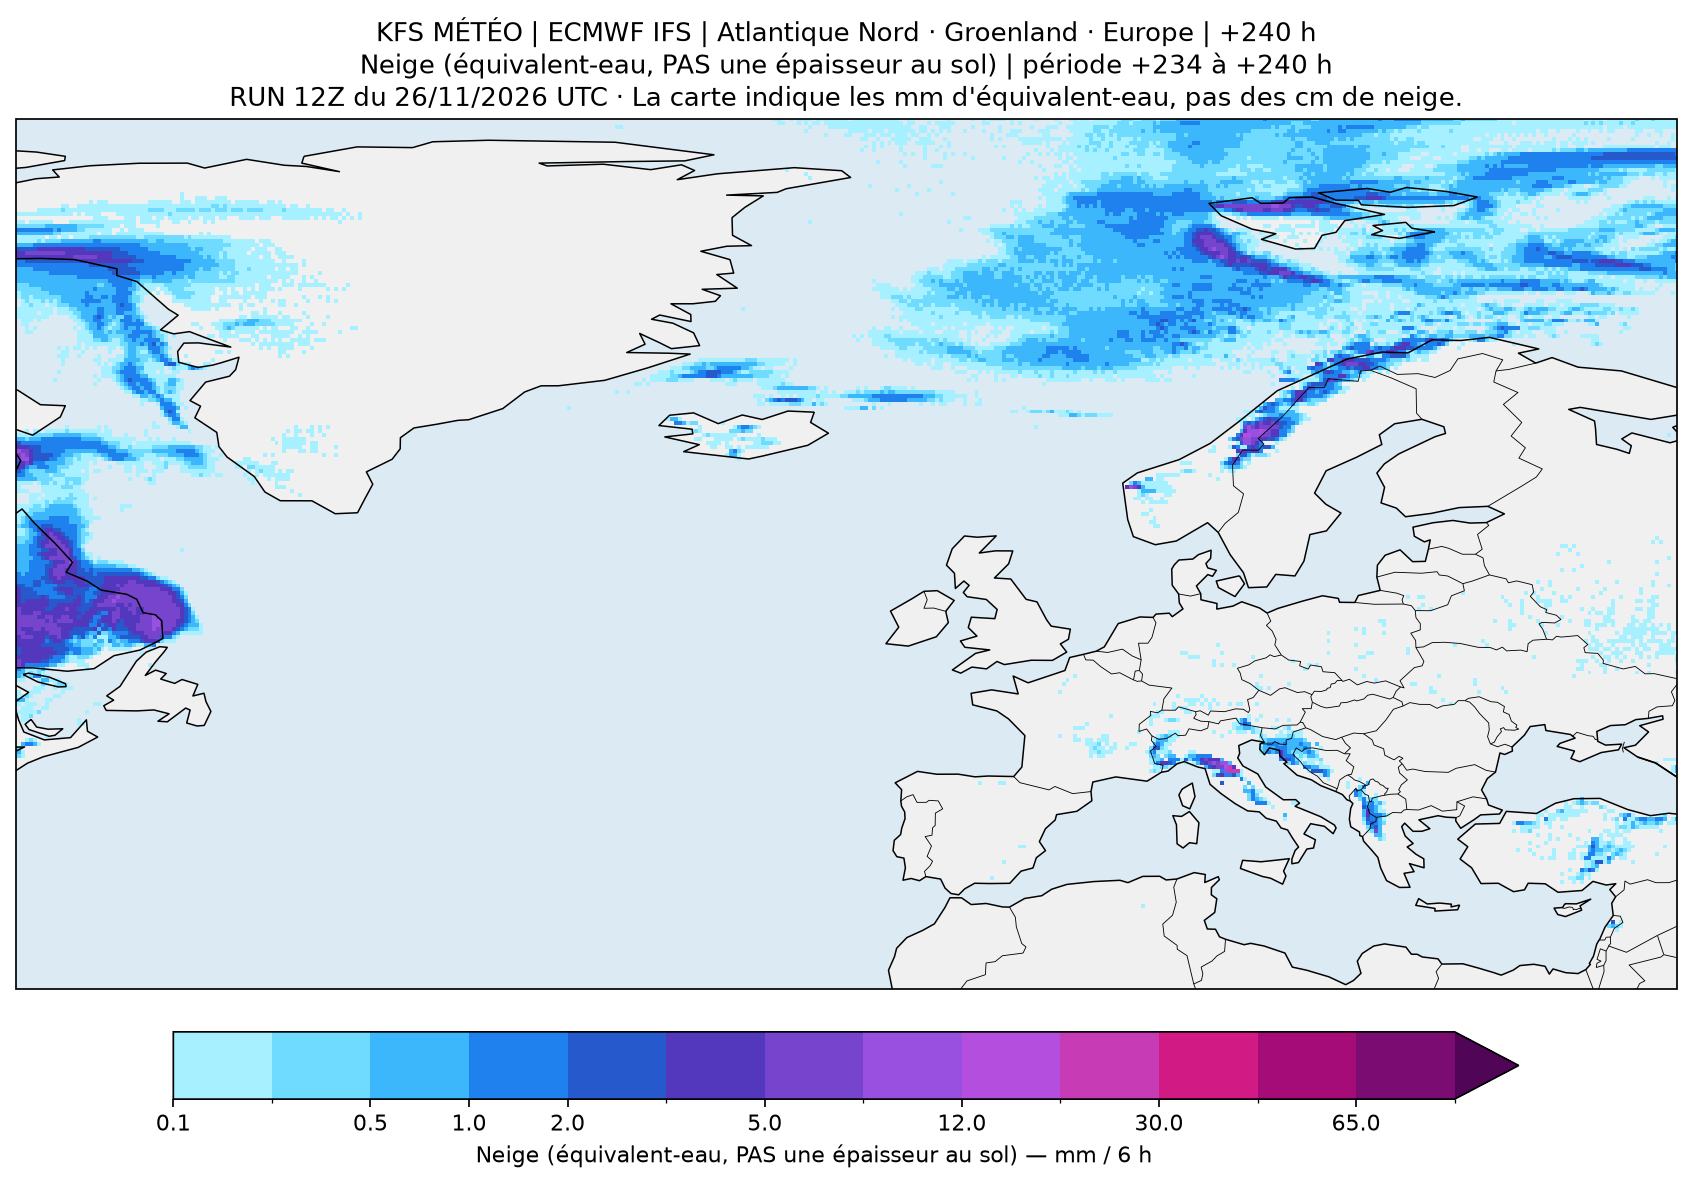 KFS MÉTÉO | ECMWF IFS | Atlantique Nord · Groenland · Europe | +240 h
Neige (équivalent-eau, PAS une épaisseur au sol) | période +234 à +240 h
RUN 12Z du 26/11/2026 UTC · La carte indique les mm d'équivalent-eau, pas des cm de neige.
0.1 0.5 1.0 2.0 5.0 12.0 30.0 65.0
Neige (équivalent-eau, PAS une épaisseur au sol) — mm / 6 h